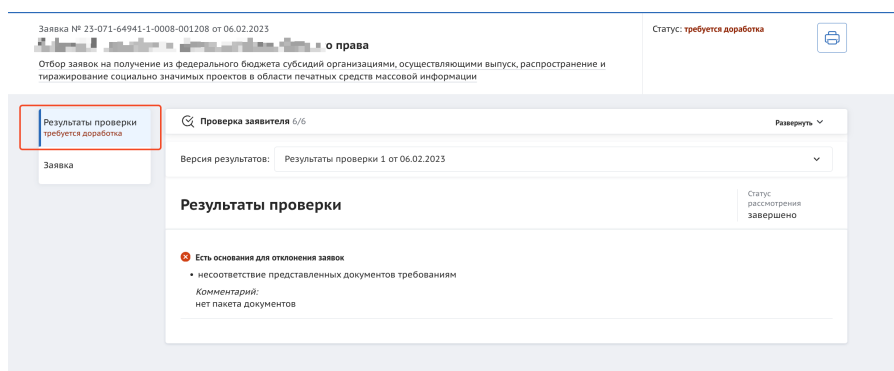 Заявка № 23-071-64941-1-0008-001208 от 06.02.2023
о права
Отбор заявок на получение из федерального бюджета субсидий организациями, осуществляющими выпуск, распространение и
тиражирование социально значимых проектов в области печатных средств массовой информации
Статус: требуется доработка
Результаты проверки
требуется доработка
Заявка
Проверка заявителя 6/6
Развернуть
Версия результатов: Результаты проверки 1 от 06.02.2023
Результаты проверки
Статус
рассмотрения
завершено
Есть основания для отклонения заявок
• несоответствие представленных документов требованиям
Комментарий:
нет пакета документов